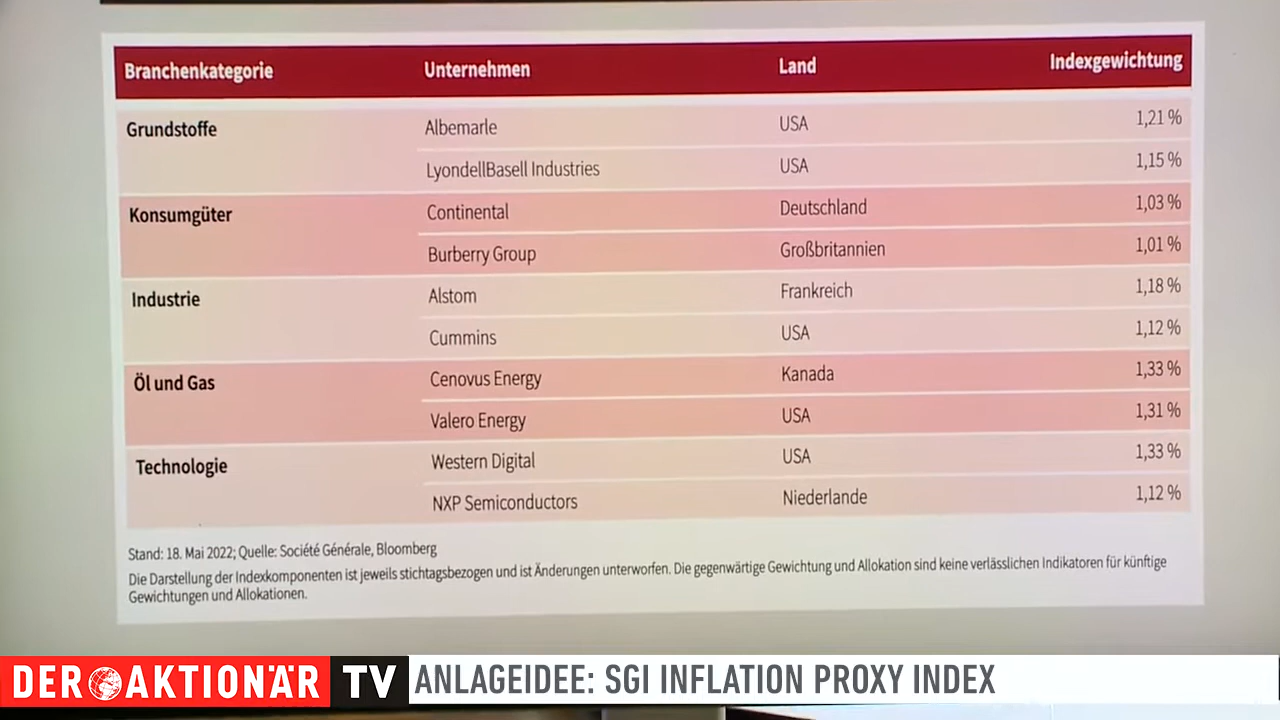 Branchenkategorie Unternehmen Land Indexgewichtung
Grundstoffe Albemarle USA 1,21 %
LyondellBasell Industries USA 1,15 %
Konsumgüter Continental Deutschland 1,03 %
Burberry Group Großbritannien 1,01 %
Industrie Alstom Frankreich 1,18 %
Cummins USA 1,12 %
Öl und Gas Cenovus Energy Kanada 1,33 %
Valero Energy USA 1,31 %
Technologie Western Digital USA 1,33 %
NXP Semiconductors Niederlande 1,12 %
Stand: 18. Mai 2022; Quelle: Société Générale, Bloomberg
Die Darstellung der Indexkomponenten ist jeweils stichtagsbezogen und ist Änderungen unterworfen. Die gegenwärtige Gewichtung und Allokation sind keine verlässlichen Indikatoren für künftige
Gewichtungen und Allokationen.
DER AKTIONÄR TV ANLAGEIDEE: SGI INFLATION PROXY INDEX